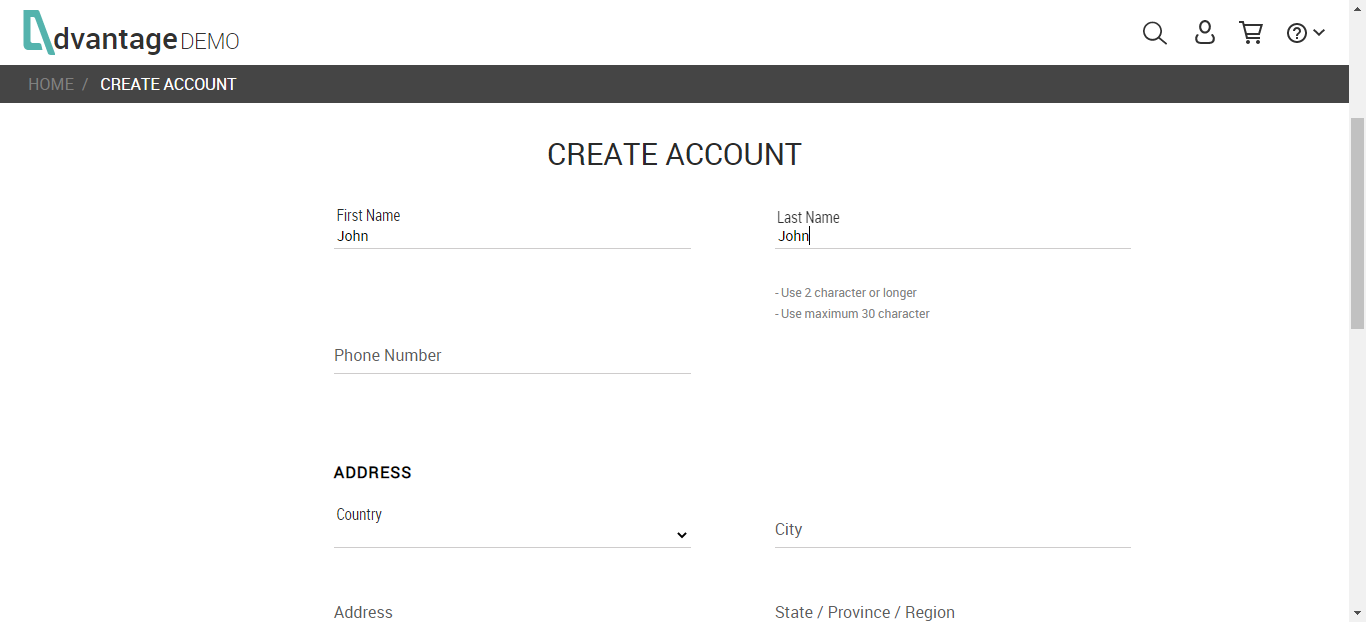 dvantage DEMO
HOME / CREATE ACCOUNT
CREATE ACCOUNT
First Name
John
Last Name
John
- Use 2 character or longer
- Use maximum 30 character
Phone Number
ADDRESS
Country
City
Address
State / Province / Region